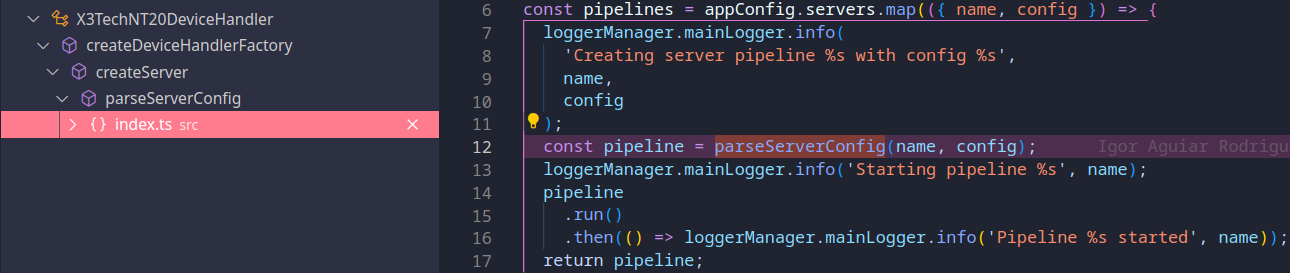 X3TechNT20DeviceHandler
createDeviceHandlerFactory
createServer
parseServerConfig
{} index.ts src
6 const pipelines = appConfig.servers.map(({ name, config }) => {
7 loggerManager.mainLogger.info(
8 'Creating server pipeline %s with config %s',
9 name,
10 config
11 );
12 const pipeline = parseServerConfig(name, config); Igor Aguiar Rodrigu
13 loggerManager.mainLogger.info('Starting pipeline %s', name);
14 pipeline
15 .run()
16 .then(() => loggerManager.mainLogger.info('Pipeline %s started', name));
17 return pipeline;